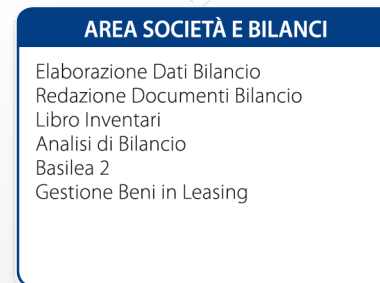 AREA SOCIETÀ E BILANCI
Elaborazione Dati Bilancio
Redazione Documenti Bilancio
Libro Inventari
Analisi di Bilancio
Basilea 2
Gestione Beni in Leasing